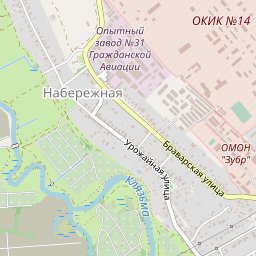 ОКИК №14
Опытный
завод №31
Гражданской
Авиации
Набережная
Браварская улица
Урожайная улица
ОМОН
"Зубр"
Клязьма